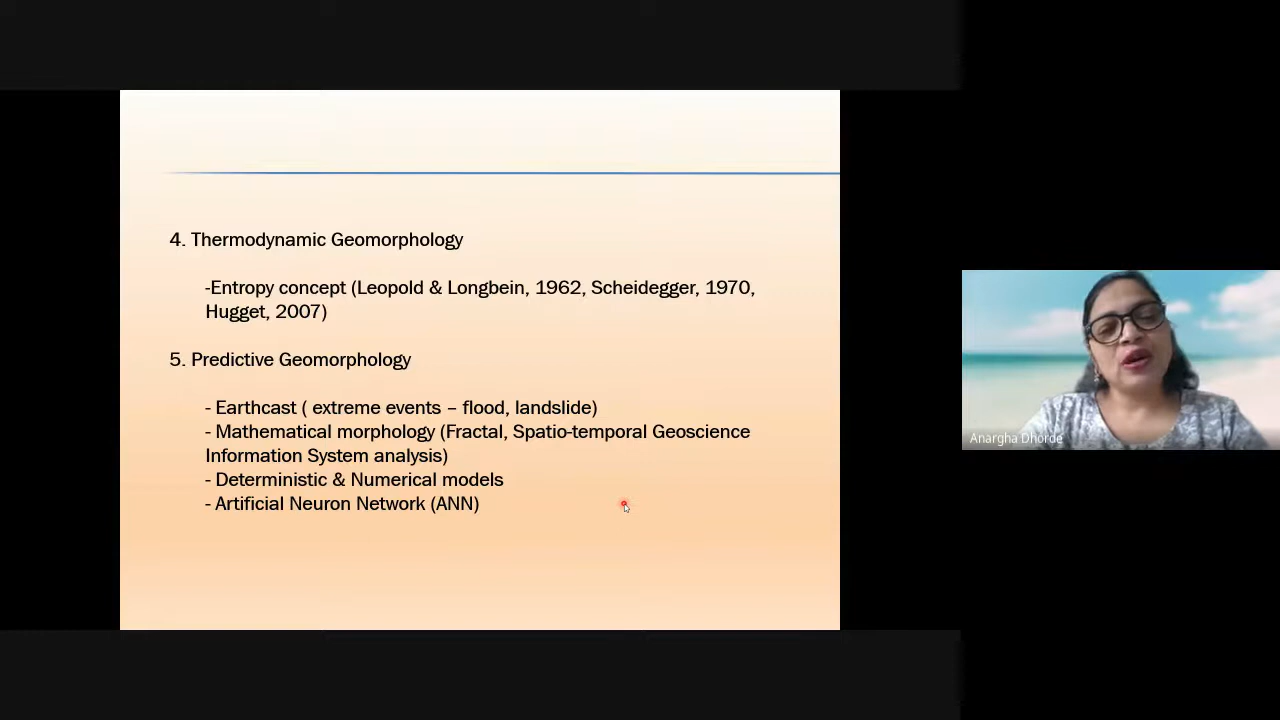 4. Thermodynamic Geomorphology
-Entropy concept (Leopold & Longbein, 1962, Scheidegger, 1970,
Hugget, 2007)
5. Predictive Geomorphology
- Earthcast ( extreme events – flood, landslide)
- Mathematical morphology (Fractal, Spatio-temporal Geoscience
Information System analysis)
- Deterministic & Numerical models
- Artificial Neuron Network (ANN)
Anargha Dhorde